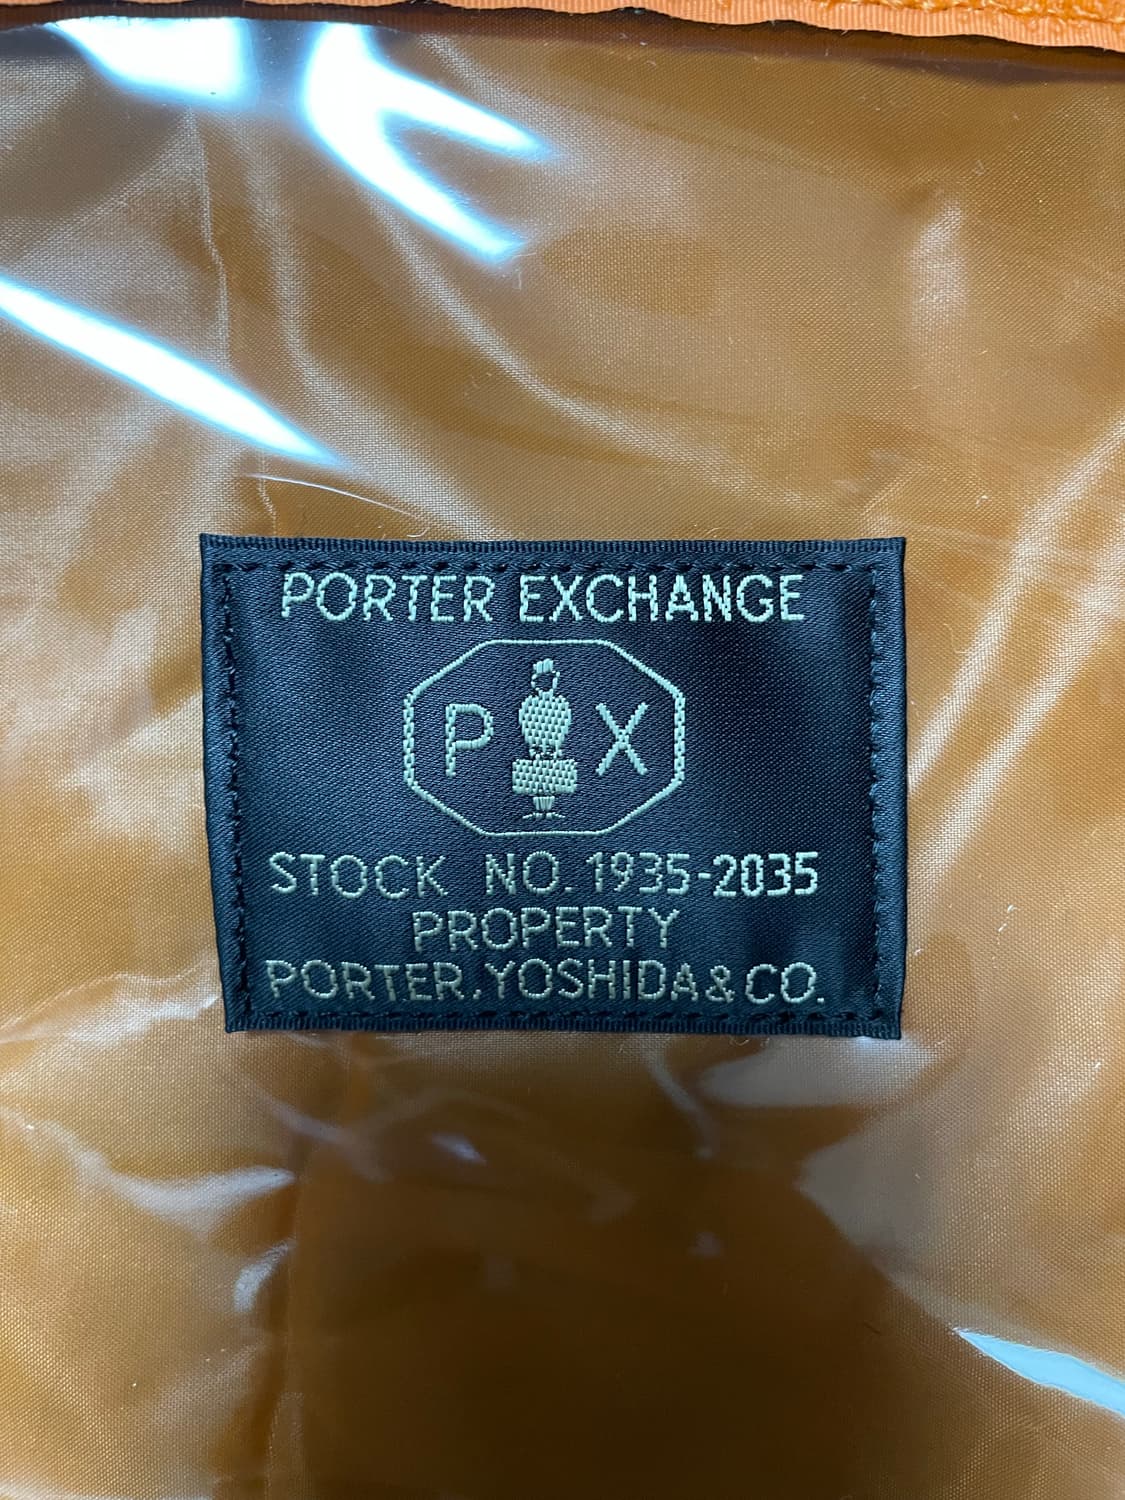 PORTER EXCHANGE
P X
STOCK NO. 1935-2035
PROPERTY
PORTER, YOSHIDA & CO.